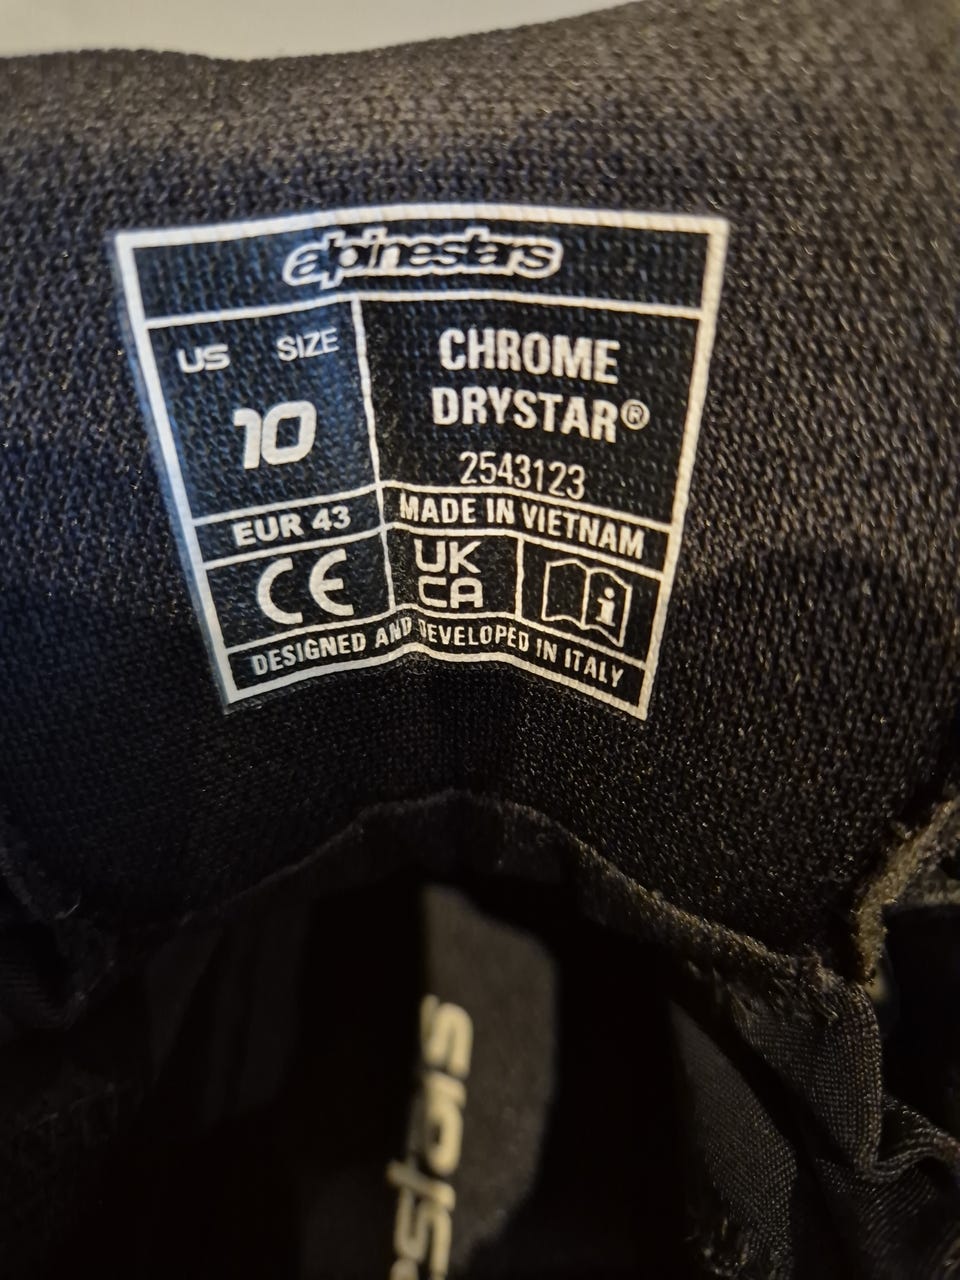 alpinestars
US SIZE
10
CHROME
DRYSTAR®
2543123
EUR 43
MADE IN VIETNAM
CE
UK
CA
i
DESIGNED AND DEVELOPED IN ITALY